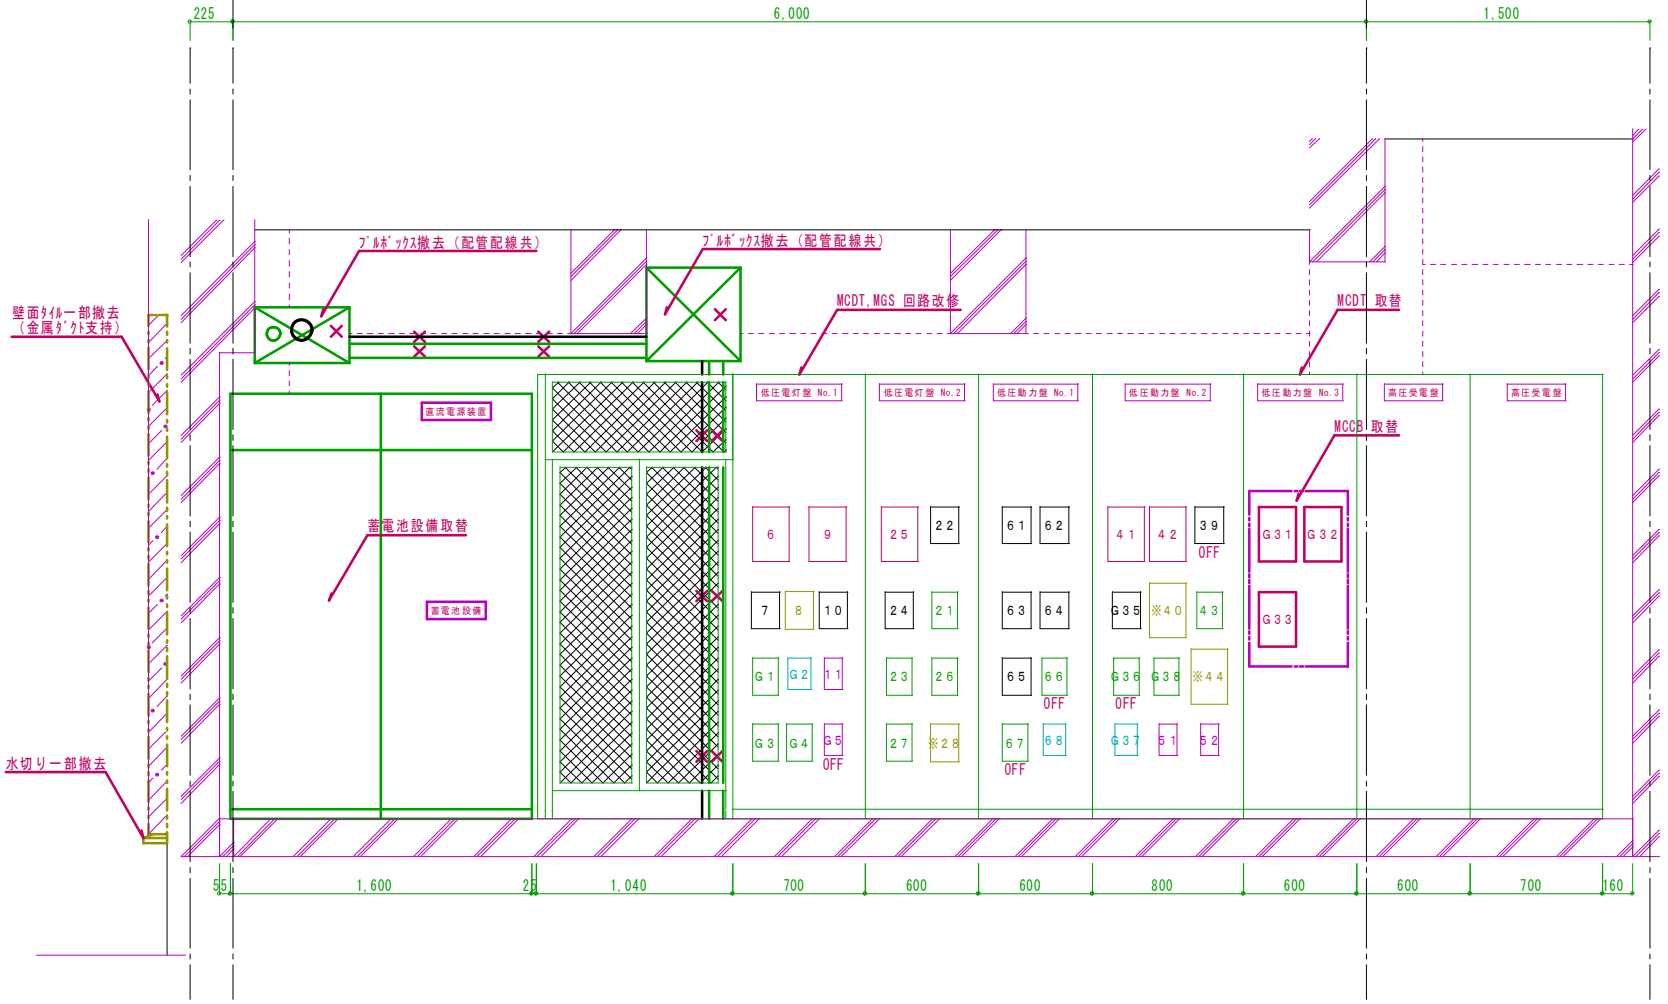 225
6,000
1,500
プルボックス撤去 (配管配線共)
プルボックス撤去 (配管配線共)
壁面タイル一部撤去
(金属ダクト支持)
MCDT,MGS 回路改修
MCDT 取替
直流電源装置
低圧電灯盤 No.1
低圧電灯盤 No.2
低圧動力盤 No.1
低圧動力盤 No.2
低圧動力盤 No.3
高圧受電盤
高圧受電盤
MCCB 取替
蓄電池設備取替
6
9
25
22
61
62
41
42
39
OFF
G31
G32
7
8
10
24
21
63
64
G35
※40
43
G33
蓄電池設備
G1
G2
11
23
26
65
66
OFF
G36
OFF
G38
※44
G3
G4
G5
OFF
27
※28
67
OFF
68
G37
51
52
水切り一部撤去
55
1,600
25
1,040
700
600
600
800
600
600
700
160